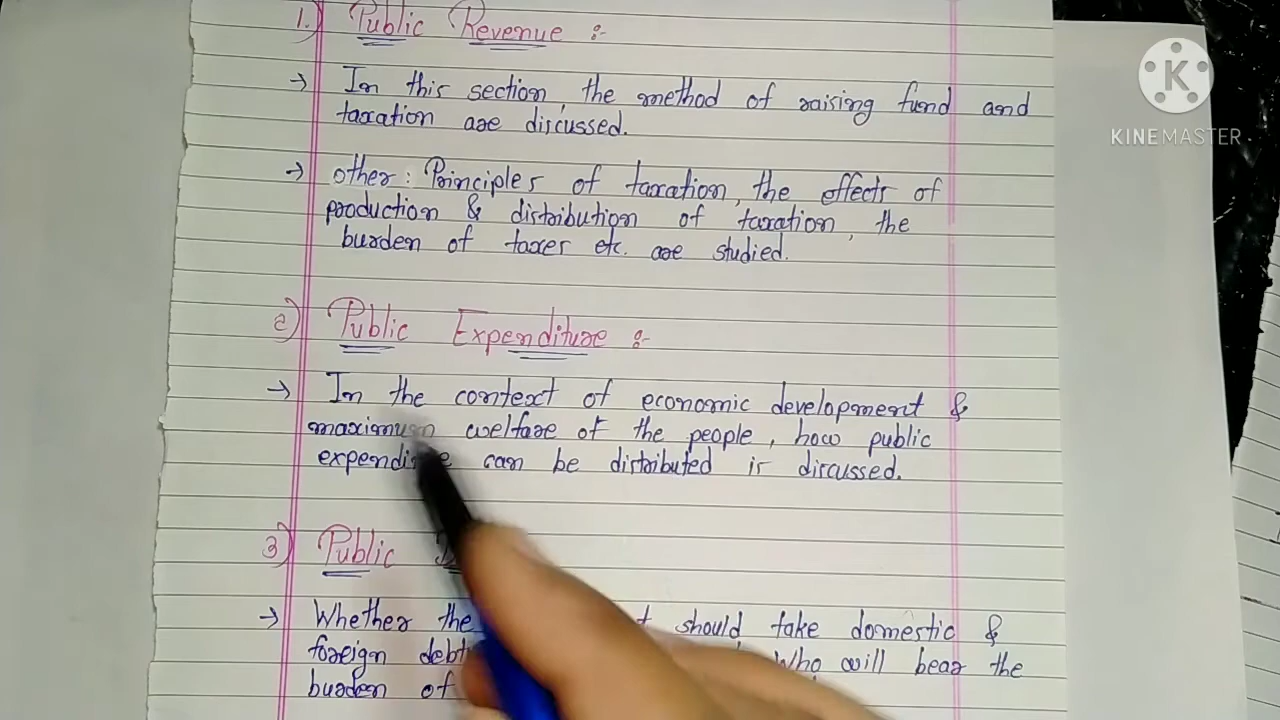 1.) Public Revenue :-
→ In this section, the method of raising fund and
taxation are discussed.
→ other: Principles of taxation, the effects of
production & distribution of taxation, the
burden of taxes etc. are studied.
2) Public Expenditure :-
→ In the context of economic development &
maximum welfare of the people, how public
can be distributed is discussed.
3) Public
→ Whether the should take domestic &
foreign debt Who will bear the
burden of
K
KINEMASTER